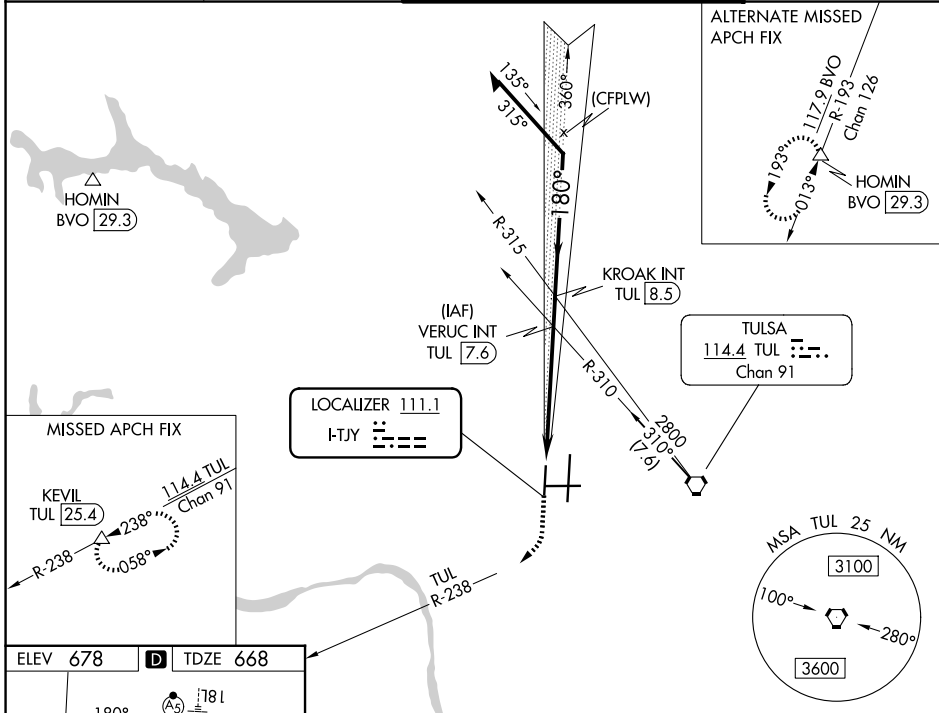 ALTERNATE MISSED
APCH FIX
117.9 BVO
R-193
Chan 126
193°
013°
HOMIN
BVO 29.3
135°
315°
360°
(CFPLW)
180°
HOMIN
BVO 29.3
R-315
KROAK INT
TUL 8.5
(IAF)
VERUC INT
TUL 7.6
R-310
2800
310°
(7.6)
TULSA
114.4 TUL
Chan 91
LOCALIZER 111.1
I-TJY
MISSED APCH FIX
KEVIL
TUL 25.4
114.4 TUL
Chan 91
238°
058°
R-238
TUL
R-238
MSA TUL 25 NM
3100
100°
280°
3600
ELEV 678 D TDZE 668
180°
A5
18L